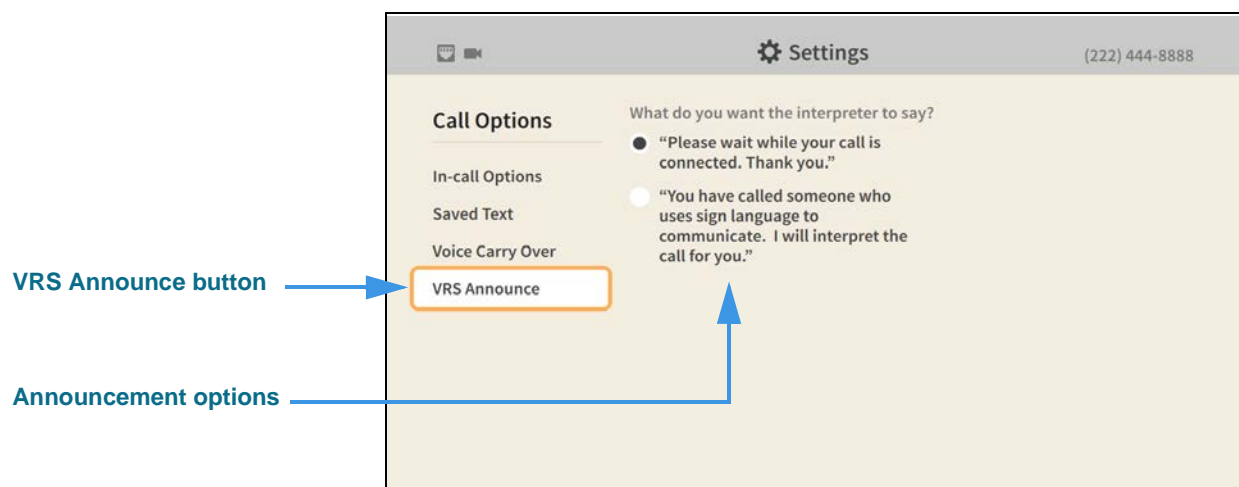 Settings
(222) 444-8888
Call Options
In-call Options
Saved Text
Voice Carry Over
VRS Announce
What do you want the interpreter to say?
“Please wait while your call is
connected. Thank you.”
“You have called someone who
uses sign language to
communicate. I will interpret the
call for you.”
VRS Announce button
Announcement options